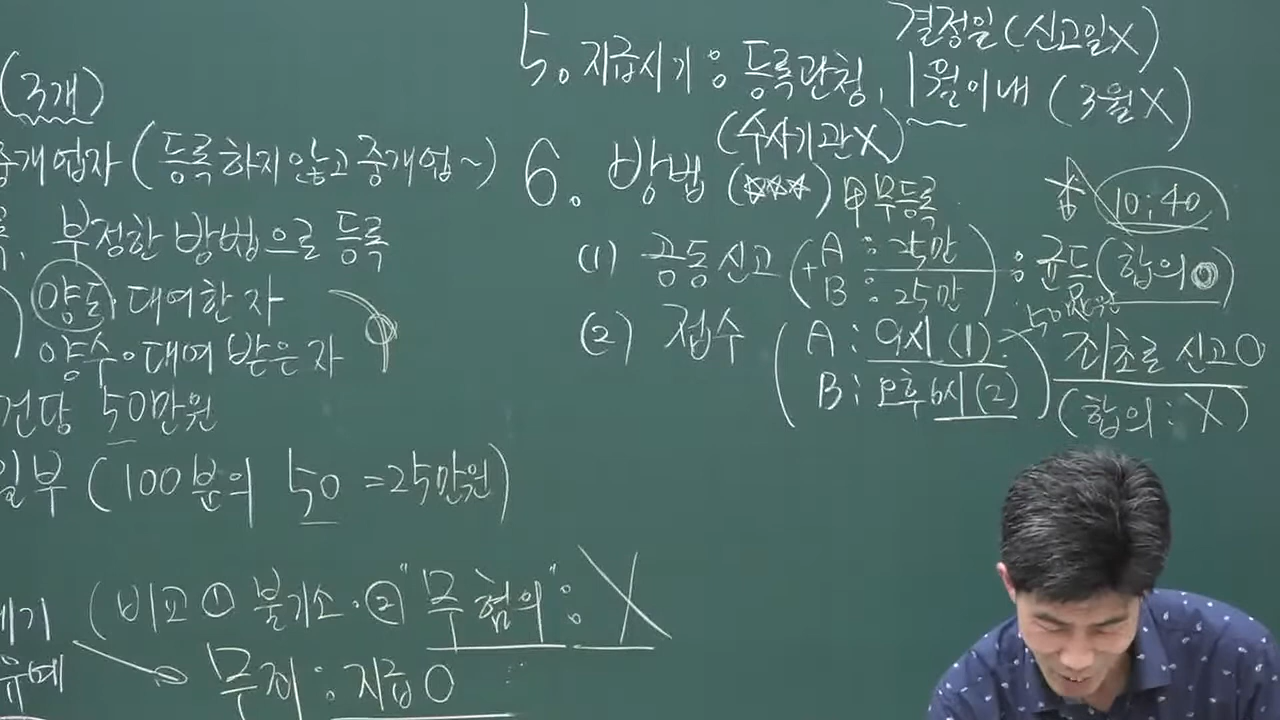 (3개)
중개업자 (등록하지 않고 중개업~)
록. 부정한 방법으로 등록
양도·대여한 자
양수·대여 받은 자
건당 50만원
일부 (100분의 50 = 25만원)
(비고 ① 불기소·② "무혐의" : X
무죄 : 지급 O
결정일 (신고일X)
5. 지급시기 : 등록관청, 1월이내 (3월X)
(수사기관X)
6. 방법 (☆☆☆) 甲 무등록
10:40
(1) 공동신고 (A : 25만 + B : 25만) : 균등 (합의O)
50만원
(2) 접수 (A : 9시 (1) 최초로 신고O
B : 오후 6시 (2)) (합의 : X)